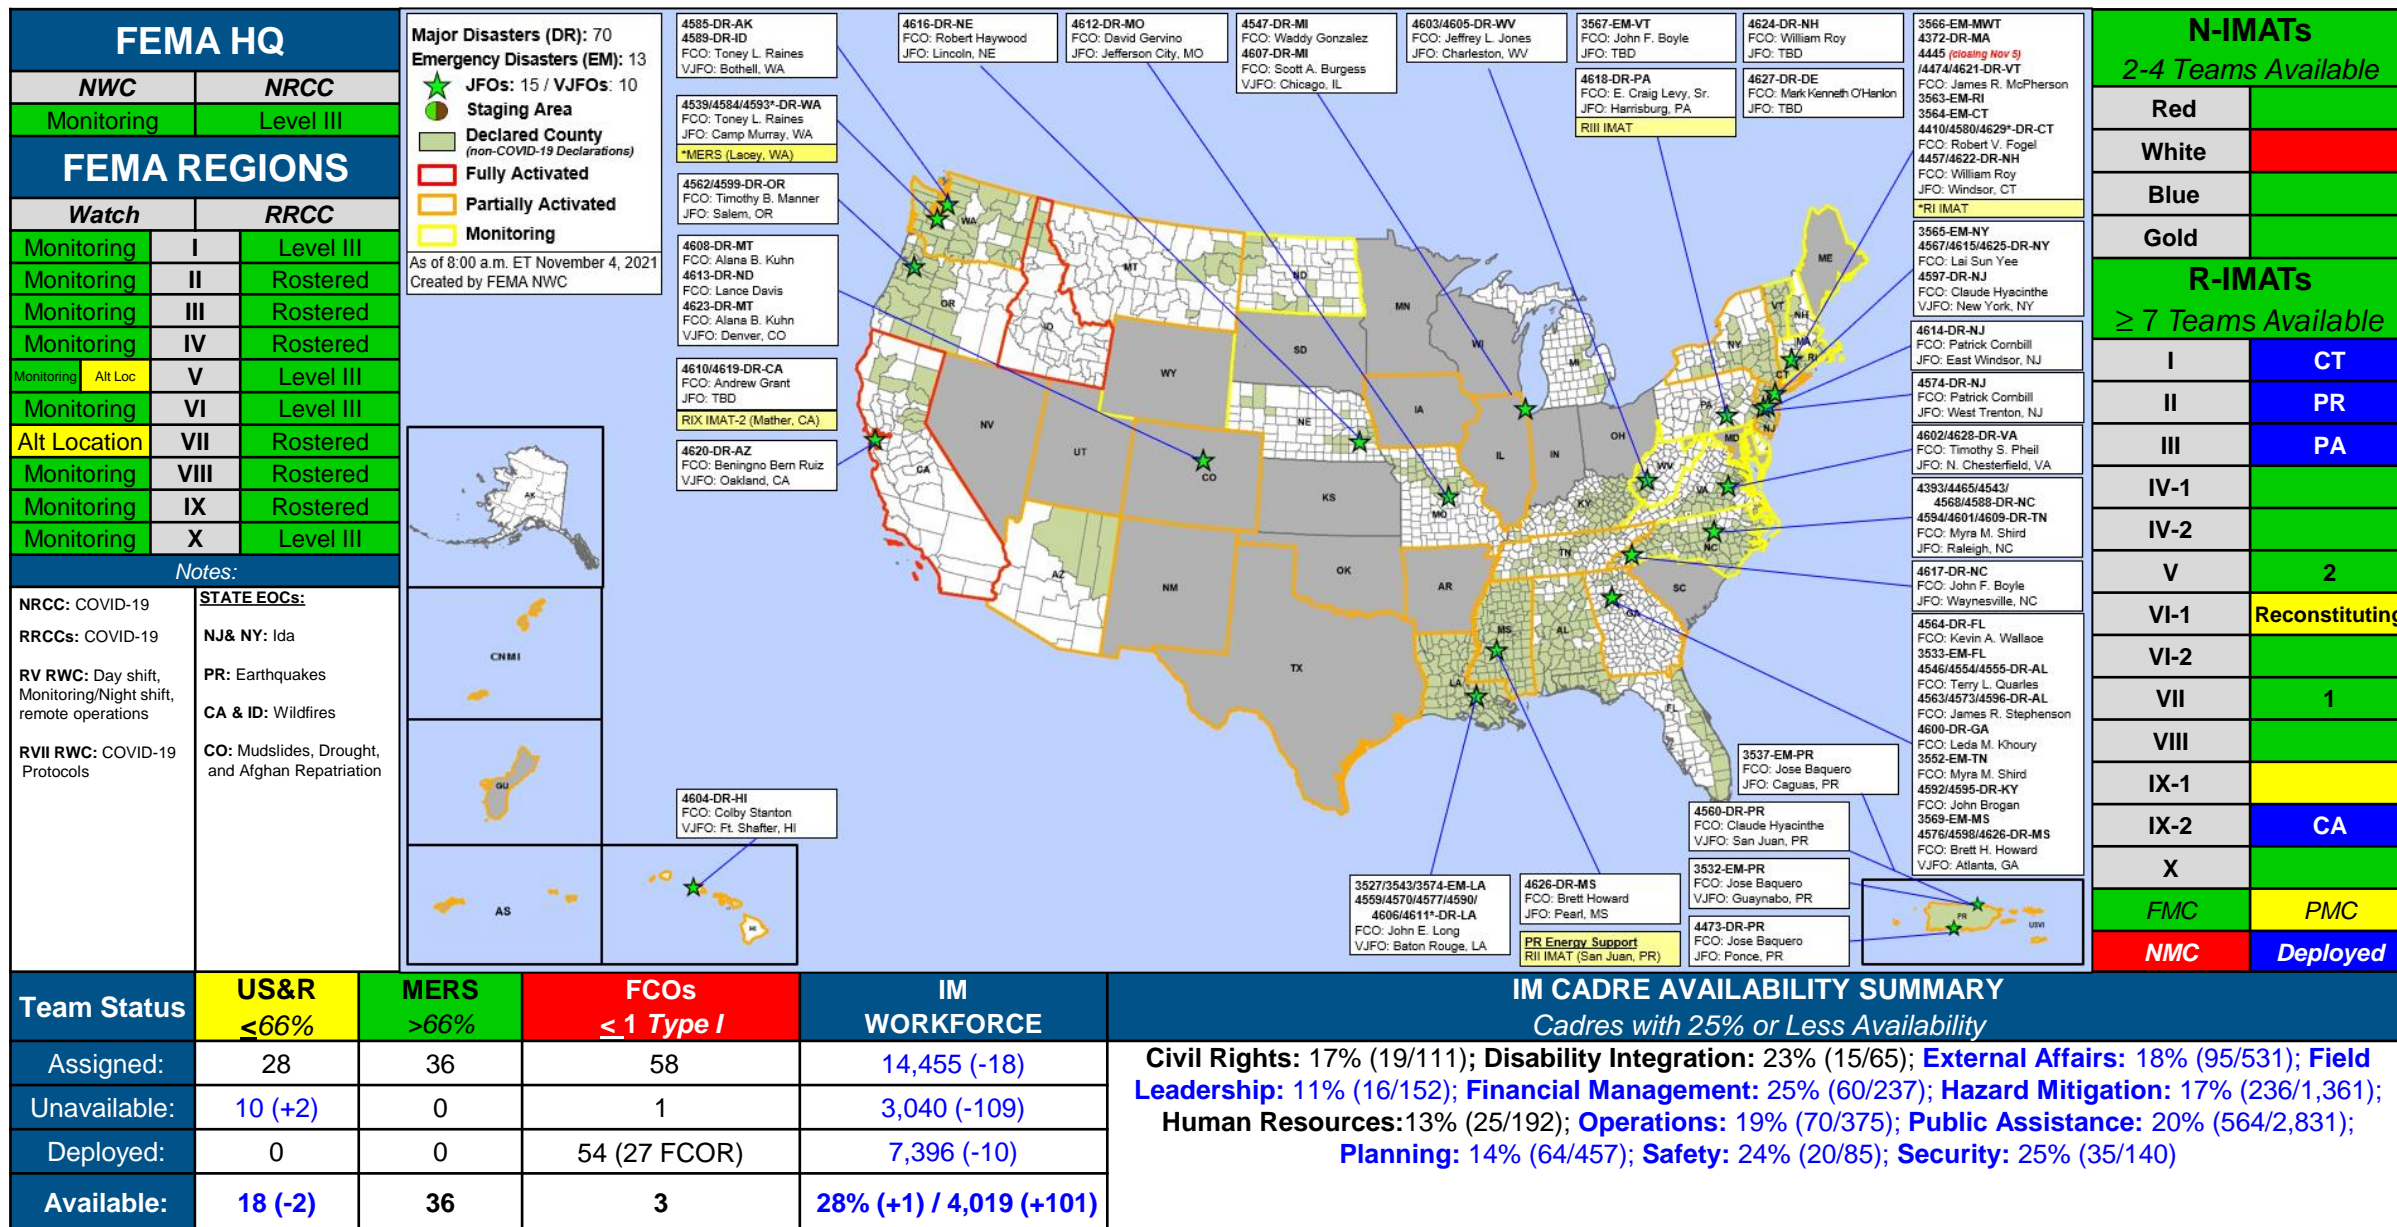 FEMA HQ
NWC NRCC
Monitoring Level III
FEMA REGIONS
Watch RRCC
Monitoring I Level III
Monitoring II Rostered
Monitoring III Rostered
Monitoring IV Rostered
Monitoring Alt Loc V Level III
Monitoring VI Level III
Alt Location VII Rostered
Monitoring VIII Rostered
Monitoring IX Rostered
Monitoring X Level III
Notes:
NRCC: COVID-19
RRCCs: COVID-19
RV RWC: Day shift,
Monitoring/Night shift,
remote operations
RVII RWC: COVID-19
Protocols
STATE EOCs:
NJ& NY: Ida
PR: Earthquakes
CA & ID: Wildfires
CO: Mudslides, Drought,
and Afghan Repatriation
Major Disasters (DR): 70
Emergency Disasters (EM): 13
JFOs: 15 / VJFOs: 10
Staging Area
Declared County
(non-COVID-19 Declarations)
Fully Activated
Partially Activated
Monitoring
As of 8:00 a.m. ET November 4, 2021
Created by FEMA NWC
4585-DR-AK
4589-DR-ID
FCO: Toney L. Raines
VJFO: Bothell, WA
4539/4584/4593*-DR-WA
FCO: Toney L. Raines
JFO: Camp Murray, WA
*MERS (Lacey, WA)
4562/4599-DR-OR
FCO: Timothy B. Manner
JFO: Salem, OR
4608-DR-MT
FCO: Alana B. Kuhn
4613-DR-ND
FCO: Lance Davis
4623-DR-MT
FCO: Alana B. Kuhn
VJFO: Denver, CO
4610/4619-DR-CA
FCO: Andrew Grant
JFO: TBD
RIX IMAT-2 (Mather, CA)
4620-DR-AZ
FCO: Beningno Bern Ruiz
VJFO: Oakland, CA
4604-DR-HI
FCO: Colby Stanton
VJFO: Ft. Shafter, HI
4616-DR-NE
FCO: Robert Haywood
JFO: Lincoln, NE
4612-DR-MO
FCO: David Gervino
JFO: Jefferson City, MO
4547-DR-MI
FCO: Waddy Gonzalez
4607-DR-MI
FCO: Scott A. Burgess
VJFO: Chicago, IL
4603/4605-DR-WV
FCO: Jeffrey L. Jones
JFO: Charleston, WV
3567-EM-VT
FCO: John F. Boyle
JFO: TBD
4618-DR-PA
FCO: E. Craig Levy, Sr.
JFO: Harrisburg, PA
RIII IMAT
4624-DR-NH
FCO: William Roy
JFO: TBD
4627-DR-DE
FCO: Mark Kenneth O'Hanlon
JFO: TBD
3566-EM-MWT
4372-DR-MA
4445 (closing Nov 5)
/4474/4621-DR-VT
FCO: James R. McPherson
3563-EM-RI
3564-EM-CT
4410/4580/4629*-DR-CT
FCO: Robert V. Fogel
4457/4622-DR-NH
FCO: William Roy
JFO: Windsor, CT
*RI IMAT
3565-EM-NY
4567/4615/4625-DR-NY
FCO: Lai Sun Yee
4597-DR-NJ
FCO: Claude Hyacinthe
VJFO: New York, NY
4614-DR-NJ
FCO: Patrick Cornbill
JFO: East Windsor, NJ
4574-DR-NJ
FCO: Patrick Cornbill
JFO: West Trenton, NJ
4602/4628-DR-VA
FCO: Timothy S. Pheil
JFO: N. Chesterfield, VA
4393/4465/4543/
4568/4588-DR-NC
4594/4601/4609-DR-TN
FCO: Myra M. Shird
JFO: Raleigh, NC
4617-DR-NC
FCO: John F. Boyle
JFO: Waynesville, NC
4564-DR-FL
FCO: Kevin A. Wallace
3533-EM-FL
4546/4554/4555-DR-AL
FCO: Terry L. Quarles
4563/4573/4596-DR-AL
FCO: James R. Stephenson
4600-DR-GA
FCO: Leda M. Khoury
3552-EM-TN
FCO: Myra M. Shird
4592/4595-DR-KY
FCO: John Brogan
3569-EM-MS
4576/4598/4626-DR-MS
FCO: Brett H. Howard
VJFO: Atlanta, GA
3537-EM-PR
FCO: Jose Baquero
JFO: Caguas, PR
4560-DR-PR
FCO: Claude Hyacinthe
VJFO: San Juan, PR
3532-EM-PR
FCO: Jose Baquero
VJFO: Guaynabo, PR
4473-DR-PR
FCO: Jose Baquero
JFO: Ponce, PR
3527/3543/3574-EM-LA
4559/4570/4577/4590/
4606/4611*-DR-LA
FCO: John E. Long
VJFO: Baton Rouge, LA
4626-DR-MS
FCO: Brett Howard
JFO: Pearl, MS
PR Energy Support
RII IMAT (San Juan, PR)
WA
OR
CA
NV
ID
MT
WY
UT
CO
AZ
NM
ND
SD
NE
KS
OK
TX
MN
IA
MO
AR
LA
WI
IL
IN
MI
OH
KY
TN
MS
AL
GA
FL
SC
NC
VA
WV
MD
PA
NJ
NY
CT
RI
MA
VT
NH
ME
AK
CNMI
GU
AS
HI
PR
USVI
N-IMATs
2-4 Teams Available
Red
White
Blue
Gold
R-IMATs
≥ 7 Teams Available
I CT
II PR
III PA
IV-1
IV-2
V 2
VI-1 Reconstituting
VI-2
VII 1
VIII
IX-1
IX-2 CA
X
FMC PMC
NMC Deployed
Team Status US&R ≤66% MERS >66% FCOs ≤ 1 Type I IM WORKFORCE
Assigned: 28 36 58 14,455 (-18)
Unavailable: 10 (+2) 0 1 3,040 (-109)
Deployed: 0 0 54 (27 FCOR) 7,396 (-10)
Available: 18 (-2) 36 3 28% (+1) / 4,019 (+101)
IM CADRE AVAILABILITY SUMMARY
Cadres with 25% or Less Availability
Civil Rights: 17% (19/111); Disability Integration: 23% (15/65); External Affairs: 18% (95/531); Field
Leadership: 11% (16/152); Financial Management: 25% (60/237); Hazard Mitigation: 17% (236/1,361);
Human Resources:13% (25/192); Operations: 19% (70/375); Public Assistance: 20% (564/2,831);
Planning: 14% (64/457); Safety: 24% (20/85); Security: 25% (35/140)